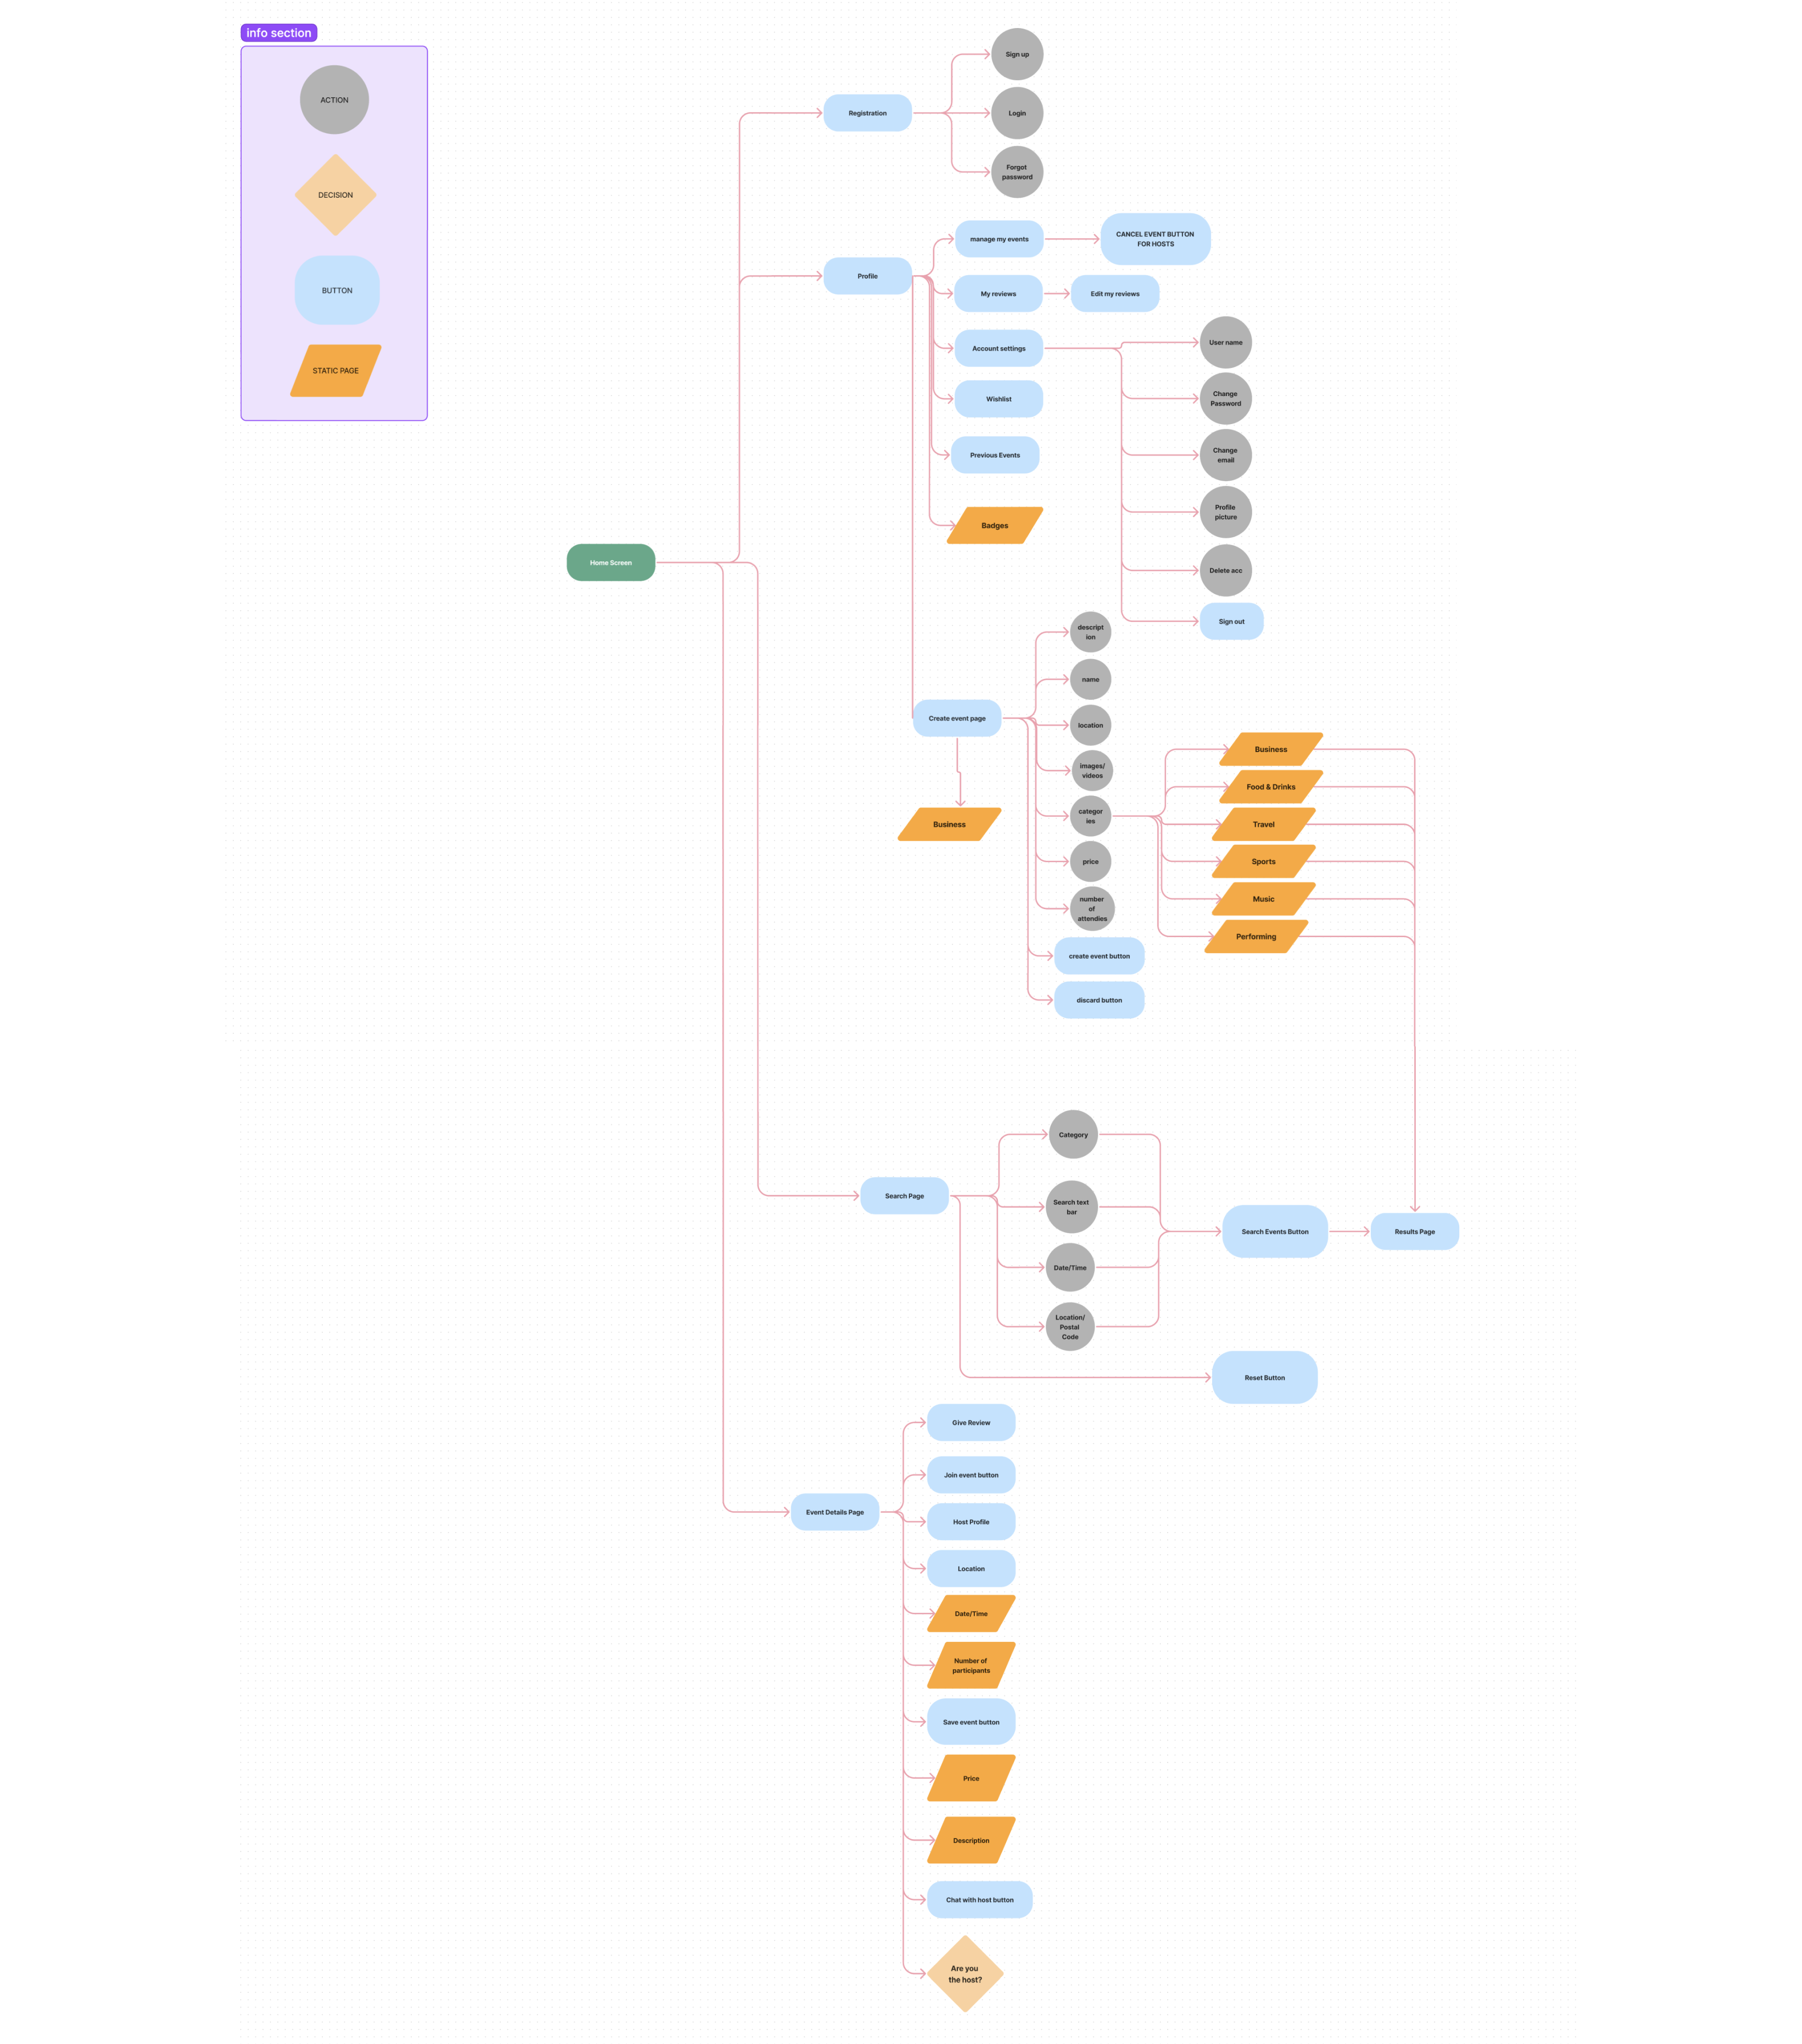 info section
ACTION
DECISION
BUTTON
STATIC PAGE
Home Screen
Registration
Sign up
Login
Forgot
password
Profile
manage my events
CANCEL EVENT BUTTON
FOR HOSTS
My reviews
Edit my reviews
Account settings
User name
Change
Password
Change
email
Profile
picture
Delete acc
Sign out
Wishlist
Previous Events
Badges
Create event page
Business
descript
ion
name
location
images/
videos
categor
ies
price
number
of
attendies
create event button
discard button
Business
Food & Drinks
Travel
Sports
Music
Performing
Search Page
Category
Search text
bar
Date/Time
Location/
Postal
Code
Search Events Button
Results Page
Reset Button
Event Details Page
Give Review
Join event button
Host Profile
Location
Date/Time
Number of
participants
Save event button
Price
Description
Chat with host button
Are you
the host?